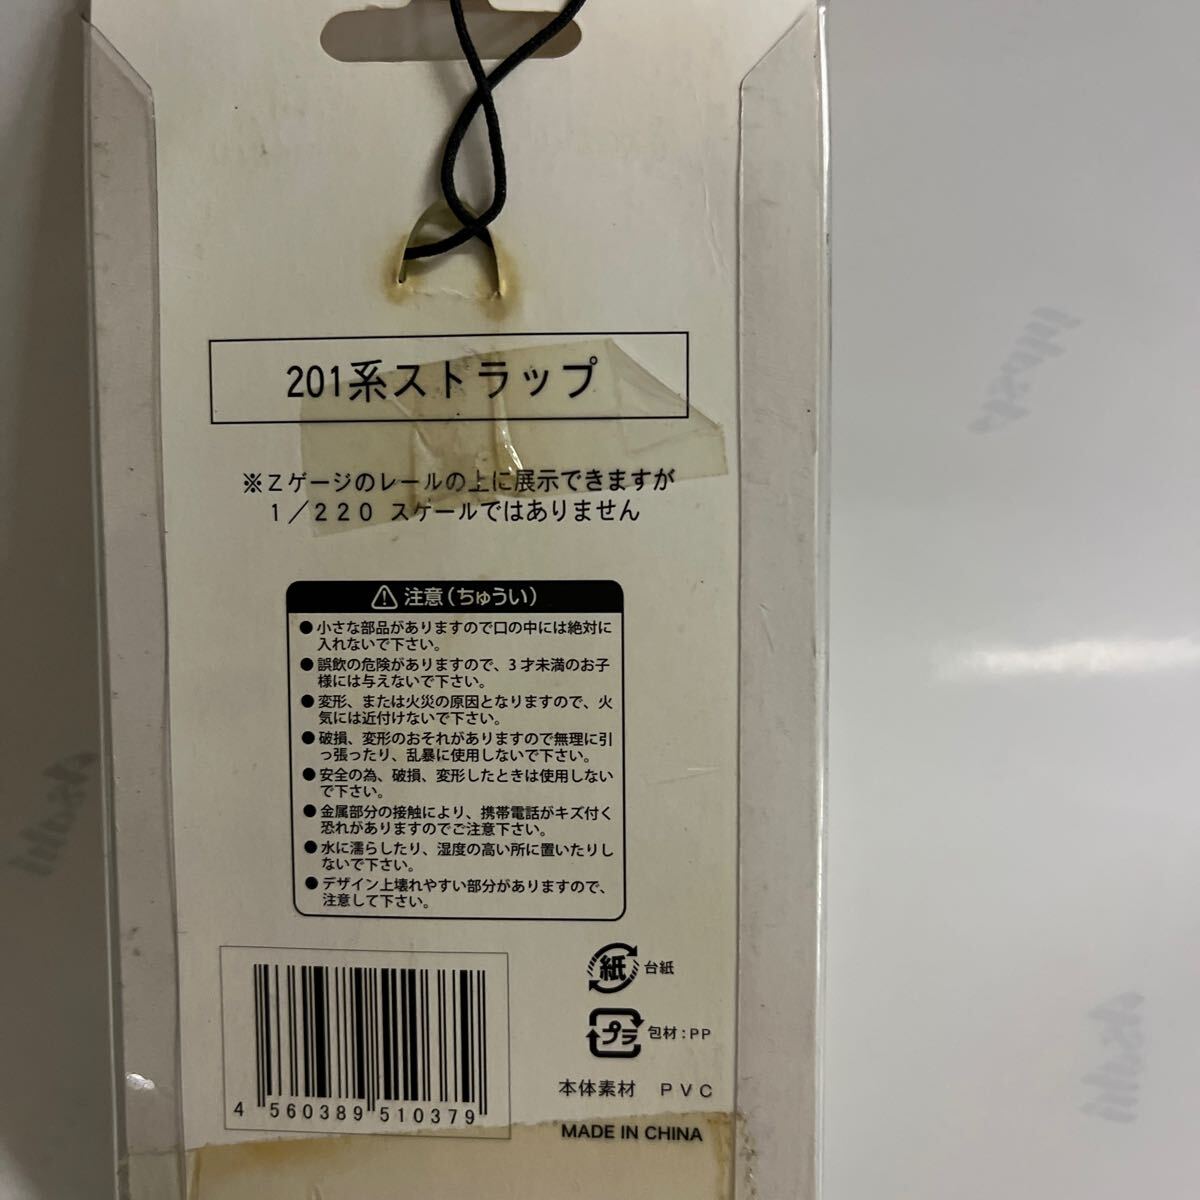 201系ストラップ
※Zゲージのレールの上に展示できますが
1/220 スケールではありません
注意(ちゅうい)
●小さな部品がありますので口の中には絶対に
入れないで下さい。
●誤飲の危険がありますので、3才未満のお子
様には与えないで下さい。
●変形、または火災の原因となりますので、火
気には近付けないで下さい。
●破損、変形のおそれがありますので無理に引
っ張ったり、乱暴に使用しないで下さい。
●安全の為、破損、変形したときは使用しない
で下さい。
●金属部分の接触により、携帯電話がキズ付く
恐れがありますのでご注意下さい。
●水に濡らしたり、湿度の高い所に置いたりし
ないで下さい。
●デザイン上壊れやすい部分がありますので、
注意して下さい。
紙 台紙
プラ 包材:PP
本体素材 PVC
MADE IN CHINA
4 560389 510379
Asahi
Asahi
Asahi